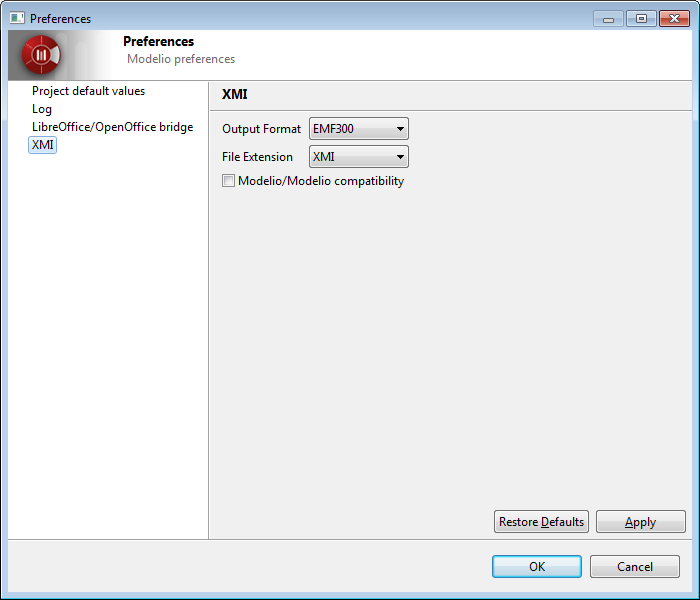 Preferences
Preferences
Modelio preferences
Project default values
Log
LibreOffice/OpenOffice bridge
XMI
XMI
Output Format EMF300
File Extension XMI
Modelio/Modelio compatibility
Restore Defaults Apply
OK Cancel